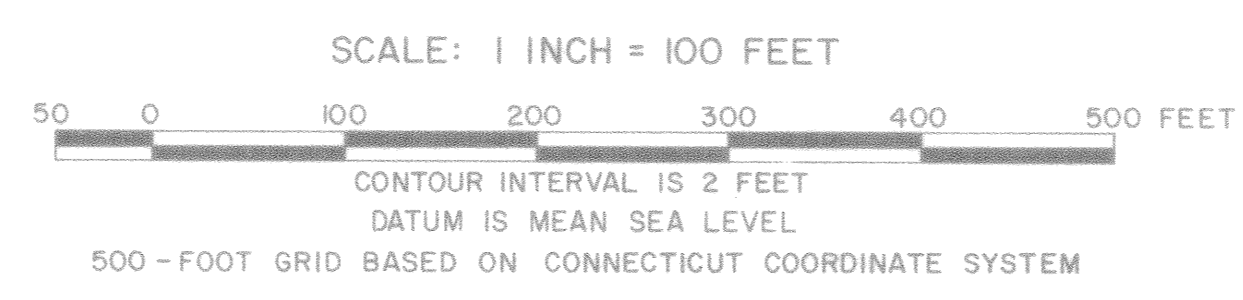 SCALE: 1 INCH = 100 FEET
50 0 100 200 300 400 500 FEET
CONTOUR INTERVAL IS 2 FEET
DATUM IS MEAN SEA LEVEL
500-FOOT GRID BASED ON CONNECTICUT COORDINATE SYSTEM